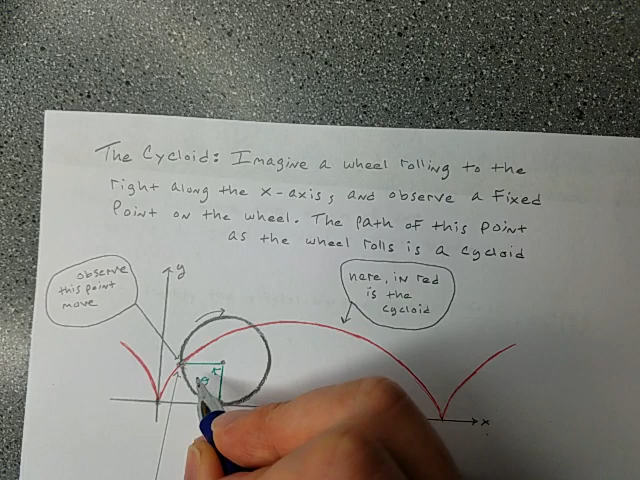 The Cycloid: Imagine a wheel rolling to the
right along the x-axis, and observe a fixed
point on the wheel. The path of this point
as the wheel rolls is a cycloid
observe
this point
move
y
here, in red
is the
cycloid
r
θ
x